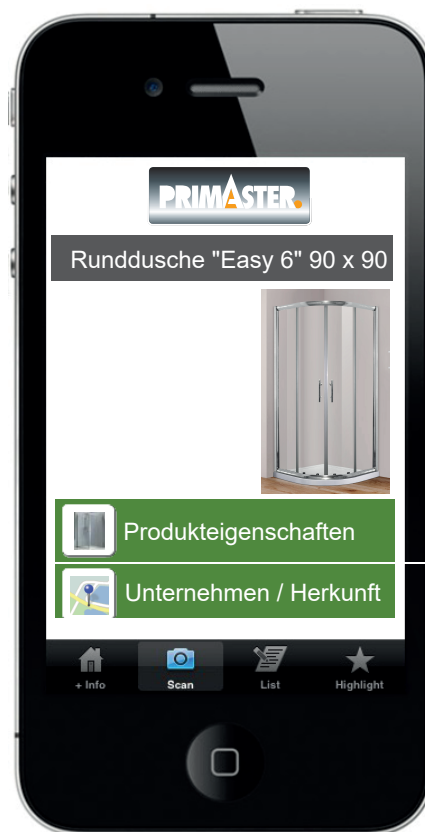 PRIMASTER
Runddusche "Easy 6" 90 x 90
Produkteigenschaften
Unternehmen / Herkunft
+ Info Scan List Highlight